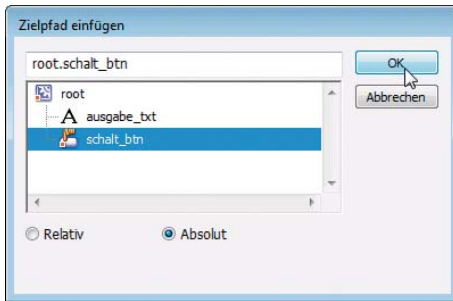 Zielpfad einfügen
root.schalt_btn
OK
root
Abbrechen
A ausgabe_txt
schalt_btn
Relativ
Absolut